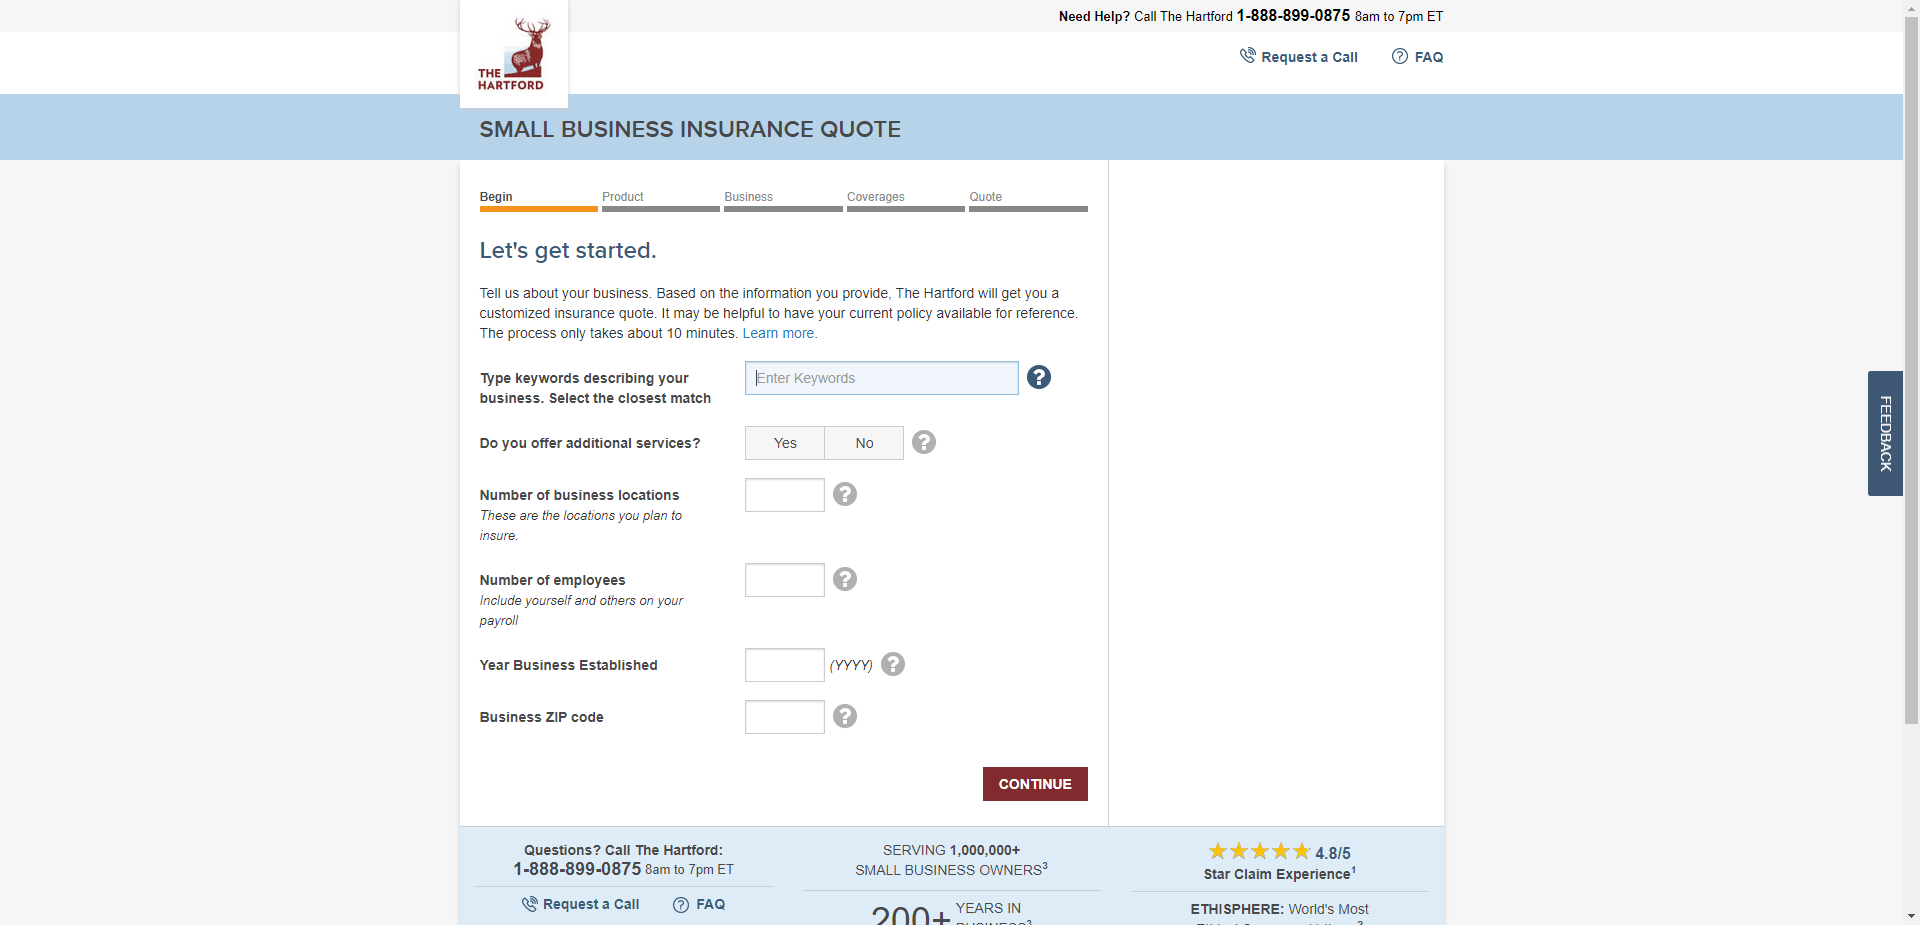 Need Help? Call The Hartford 1-888-899-0875 8am to 7pm ET
THE
HARTFORD
Request a Call
FAQ
SMALL BUSINESS INSURANCE QUOTE
Begin
Product
Business
Coverages
Quote
Let's get started.
Tell us about your business. Based on the information you provide, The Hartford will get you a
customized insurance quote. It may be helpful to have your current policy available for reference.
The process only takes about 10 minutes. Learn more.
Type keywords describing your
business. Select the closest match
Enter Keywords
?
Do you offer additional services?
Yes
No
?
Number of business locations
These are the locations you plan to
insure.
?
Number of employees
Include yourself and others on your
payroll
?
Year Business Established
(YYYY)
?
Business ZIP code
?
CONTINUE
FEEDBACK
Questions? Call The Hartford:
1-888-899-0875 8am to 7pm ET
Request a Call
FAQ
SERVING 1,000,000+
SMALL BUSINESS OWNERS3
200+
YEARS IN
BUSINESS3
4.8/5
Star Claim Experience1
ETHISPHERE: World's Most